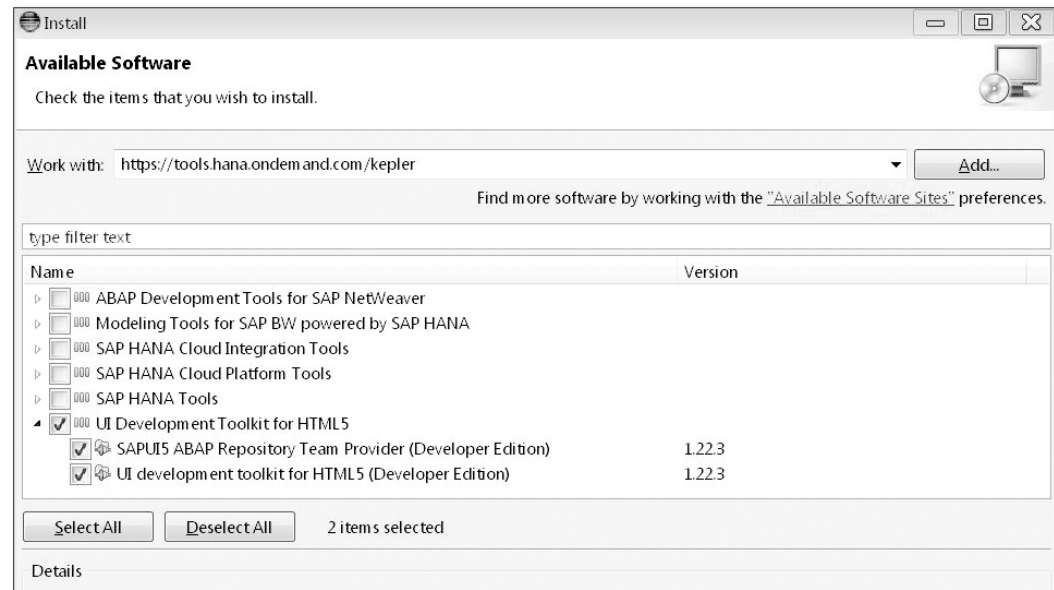 Install
Available Software
Check the items that you wish to install.
Work with: https://tools.hana.ondemand.com/kepler Add...
Find more software by working with the "Available Software Sites" preferences.
type filter text
Name Version
ABAP Development Tools for SAP NetWeaver
Modeling Tools for SAP BW powered by SAP HANA
SAP HANA Cloud Integration Tools
SAP HANA Cloud Platform Tools
SAP HANA Tools
UI Development Toolkit for HTML5
SAPUI5 ABAP Repository Team Provider (Developer Edition) 1.22.3
UI development toolkit for HTML5 (Developer Edition) 1.22.3
Select All Deselect All 2 items selected
Details